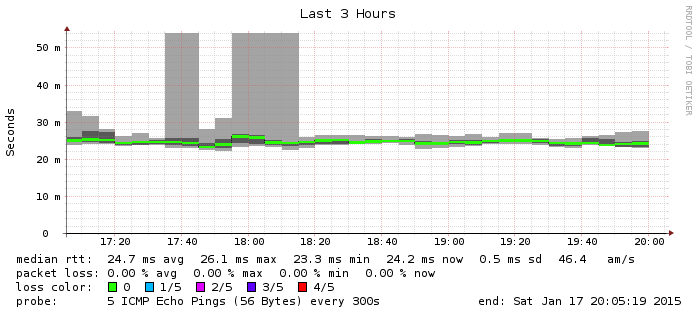 Last 3 Hours
RRDTOOL / TOBI OETIKER
Seconds
50 m
40 m
30 m
20 m
10 m
0
17:20 17:40 18:00 18:20 18:40 19:00 19:20 19:40 20:00
median rtt: 24.7 ms avg 26.1 ms max 23.3 ms min 24.2 ms now 0.5 ms sd 46.4 am/s
packet loss: 0.00 % avg 0.00 % max 0.00 % min 0.00 % now
loss color: 0 1/5 2/5 3/5 4/5
probe: 5 ICMP Echo Pings (56 Bytes) every 300s end: Sat Jan 17 20:05:19 2015